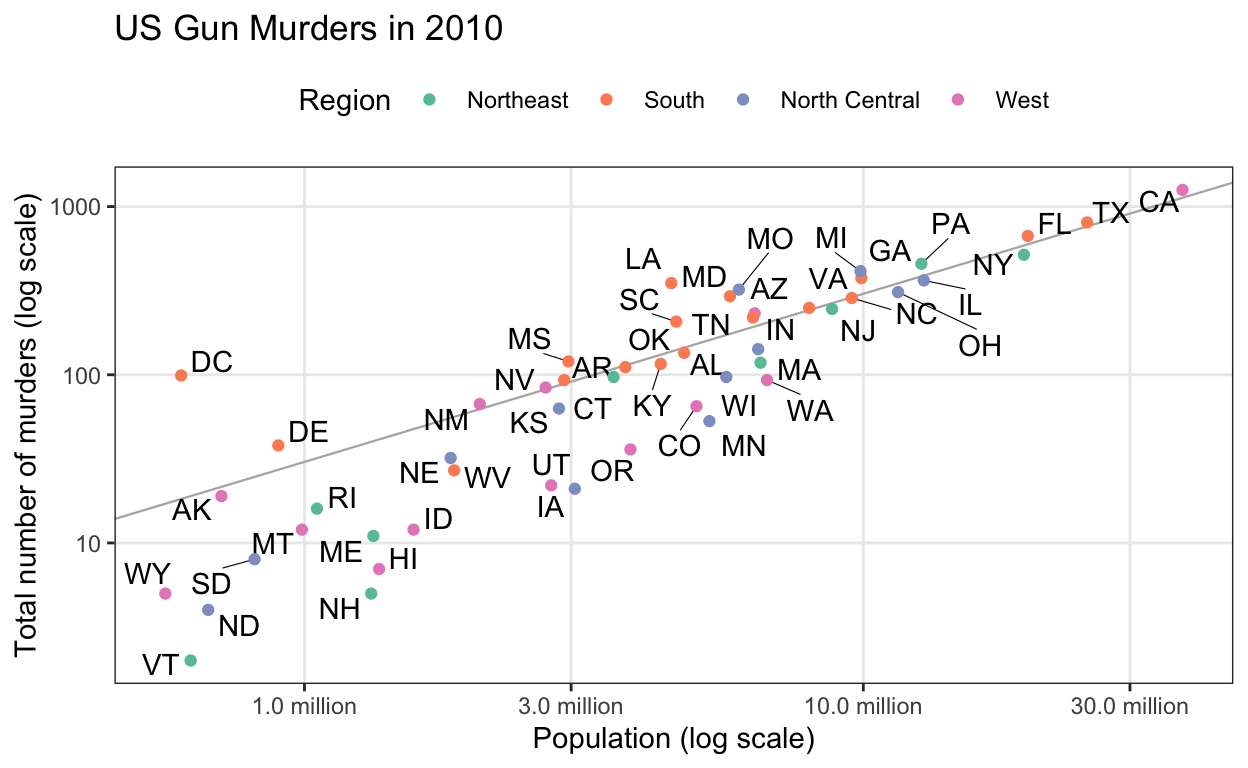 US Gun Murders in 2010
Region Northeast South North Central West
Total number of murders (log scale)
1000
100
10
CA
TX
FL
PA
NY
MI
GA
MO
LA
MD
VA
AZ
IL
SC
NC
TN
IN
NJ
OH
MS
OK
DC
AR
AL
MA
NV
KY
WI
WA
CT
NM
KS
CO
MN
DE
NE
WV
UT
OR
AK
RI
IA
ID
MT
ME
HI
WY
SD
NH
ND
VT
1.0 million 3.0 million 10.0 million 30.0 million
Population (log scale)